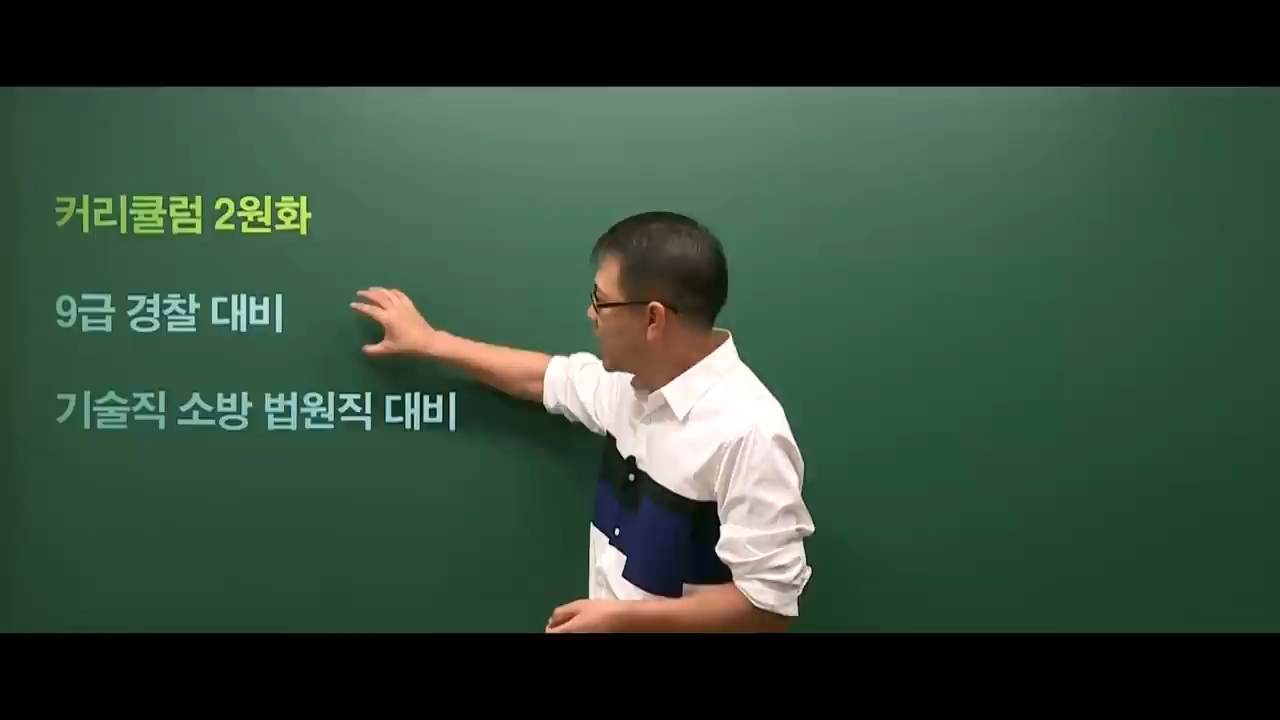 커리큘럼 2원화
9급 경찰 대비
기술직 소방 법원직 대비